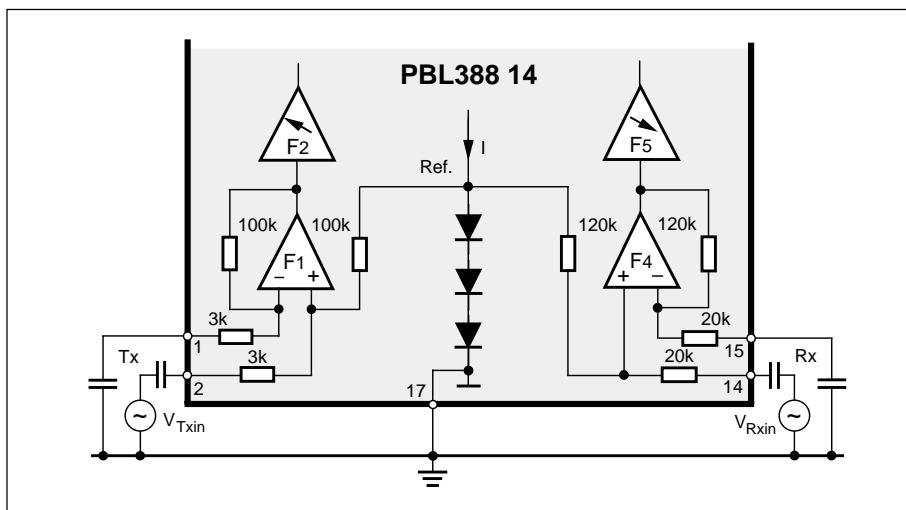 PBL388 14
F2
F5
Ref.
I
100k
100k
120k
120k
F1
− +
F4
+ −
3k
20k
Tx
1
3k
20k
15
Rx
2
17
14
~
VTxin
VRxin
~